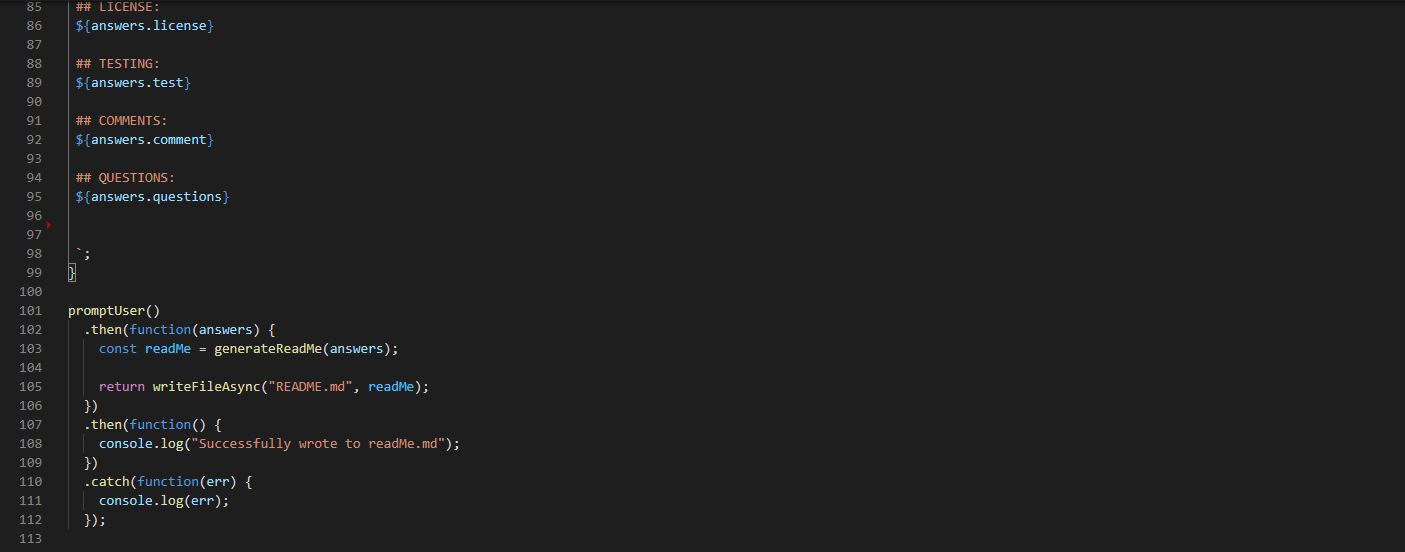 85 ## LICENSE:
86 ${answers.license}
87
88 ## TESTING:
89 ${answers.test}
90
91 ## COMMENTS:
92 ${answers.comment}
93
94 ## QUESTIONS:
95 ${answers.questions}
96
97
98 `;
99 }
100
101 promptUser()
102 .then(function(answers) {
103 const readMe = generateReadMe(answers);
104
105 return writeFileAsync("README.md", readMe);
106 })
107 .then(function() {
108 console.log("Successfully wrote to readMe.md");
109 })
110 .catch(function(err) {
111 console.log(err);
112 });
113